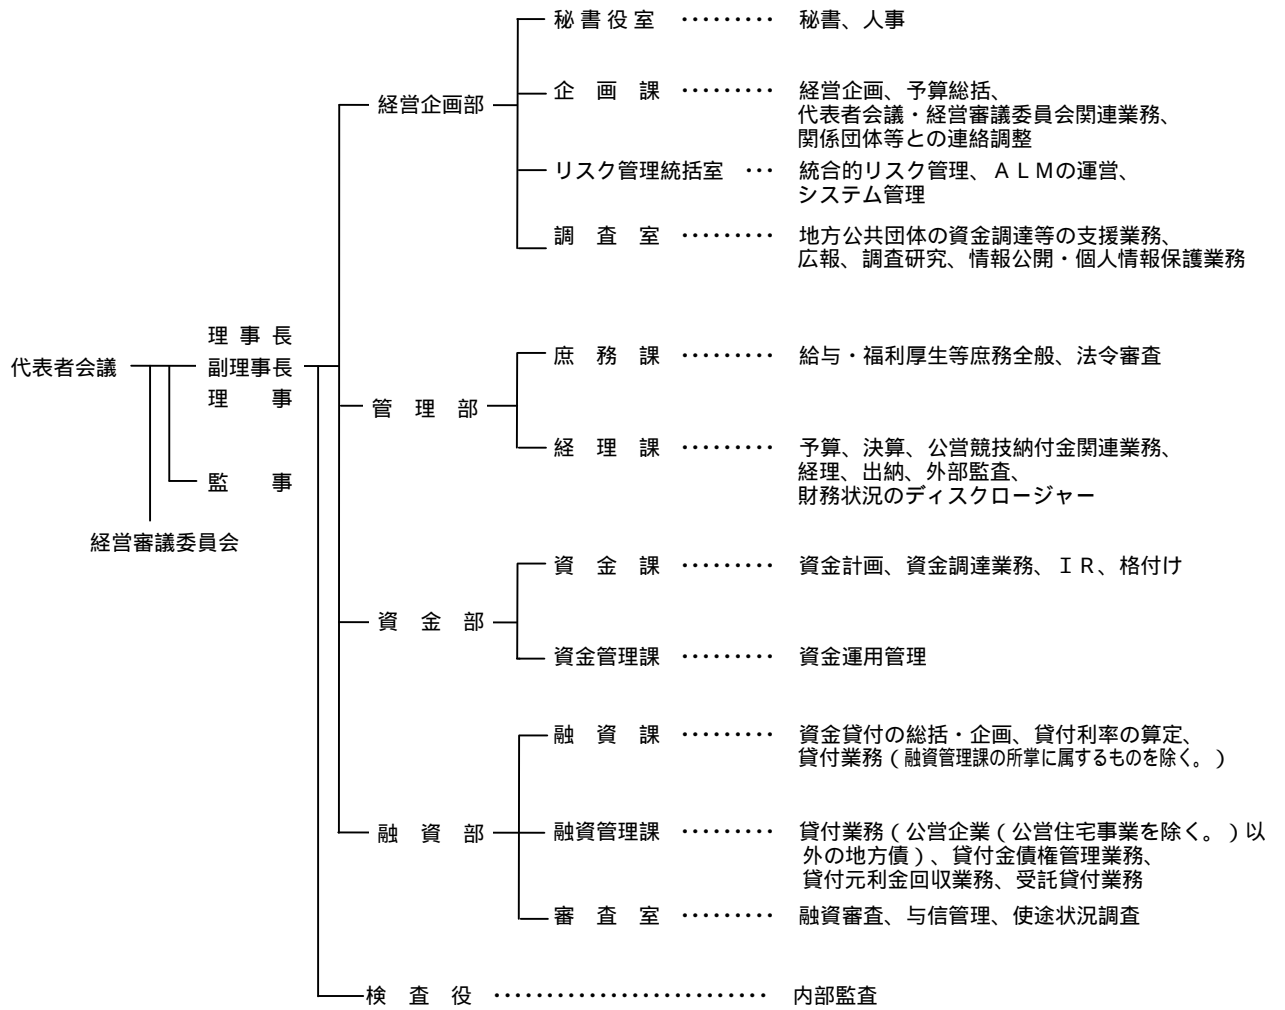 秘書役室 ・・・・・・・・・ 秘書、人事
経営企画部
企画課 ・・・・・・・・・ 経営企画、予算総括、
代表者会議・経営審議委員会関連業務、
関係団体等との連絡調整
リスク管理統括室 ・・・ 統合的リスク管理、ＡＬＭの運営、
システム管理
調査室 ・・・・・・・・・ 地方公共団体の資金調達等の支援業務、
広報、調査研究、情報公開・個人情報保護業務
代表者会議
理事長
副理事長
理事
監事
経営審議委員会
管理部
庶務課 ・・・・・・・・・ 給与・福利厚生等庶務全般、法令審査
経理課 ・・・・・・・・・ 予算、決算、公営競技納付金関連業務、
経理、出納、外部監査、
財務状況のディスクロージャー
資金部
資金課 ・・・・・・・・・ 資金計画、資金調達業務、ＩＲ、格付け
資金管理課 ・・・・・・・・・ 資金運用管理
融資部
融資課 ・・・・・・・・・ 資金貸付の総括・企画、貸付利率の算定、
貸付業務（融資管理課の所掌に属するものを除く。）
融資管理課 ・・・・・・・・・ 貸付業務（公営企業（公営住宅事業を除く。）以
外の地方債）、貸付金債権管理業務、
貸付元利金回収業務、受託貸付業務
審査室 ・・・・・・・・・ 融資審査、与信管理、使途状況調査
検査役 ・・・・・・・・・・・・・・・・・・・・・・・・・・ 内部監査